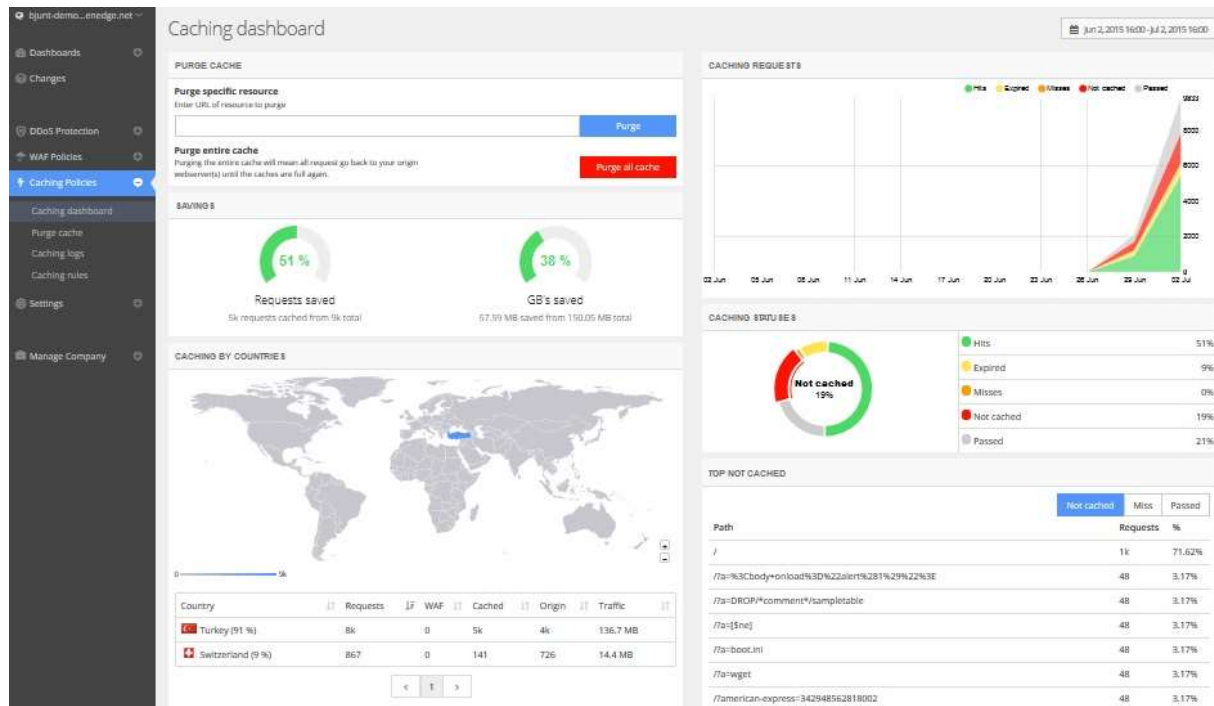 bjunt-demo...enedge.net
Dashboards
Changes
DDoS Protection
WAF Policies
Caching Policies
Caching dashboard
Purge cache
Caching logs
Caching rules
Settings
Manage Company
Caching dashboard
Jun 2, 2015 16:00 - Jul 2, 2015 16:00
PURGE CACHE
Purge specific resource
Enter URL of resource to purge
Purge
Purge entire cache
Purging the entire cache will mean all request go back to your origin
webserver(s) until the caches are full again.
Purge all cache
SAVINGS
51 %
Requests saved
5k requests cached from 9k total
38 %
GB's saved
57.59 MB saved from 150.05 MB total
CACHING BY COUNTRIES
0 9k
Country Requests WAF Cached Origin Traffic
Turkey (91 %) 8k 0 5k 4k 136.7 MB
Switzerland (9 %) 867 0 141 726 14.4 MB
< 1 >
CACHING REQUESTS
Hits Expired Misses Not cached Passed
9833
8000
6000
4000
2000
0
02 Jun 05 Jun 08 Jun 11 Jun 14 Jun 17 Jun 20 Jun 23 Jun 26 Jun 29 Jun 02 Jul
CACHING STATUSES
Not cached
19%
Hits 51%
Expired 9%
Misses 0%
Not cached 19%
Passed 21%
TOP NOT CACHED
Not cached Miss Passed
Path Requests %
/ 1k 71.62%
/?a=%3Cbody+onload%3D%22alert%281%29%22%3E 48 3.17%
/?a=DROP/*comment*/sampletable 48 3.17%
/?a=[$ne] 48 3.17%
/?a=boot.ini 48 3.17%
/?a=wget 48 3.17%
/?american-express=342948562818002 48 3.17%